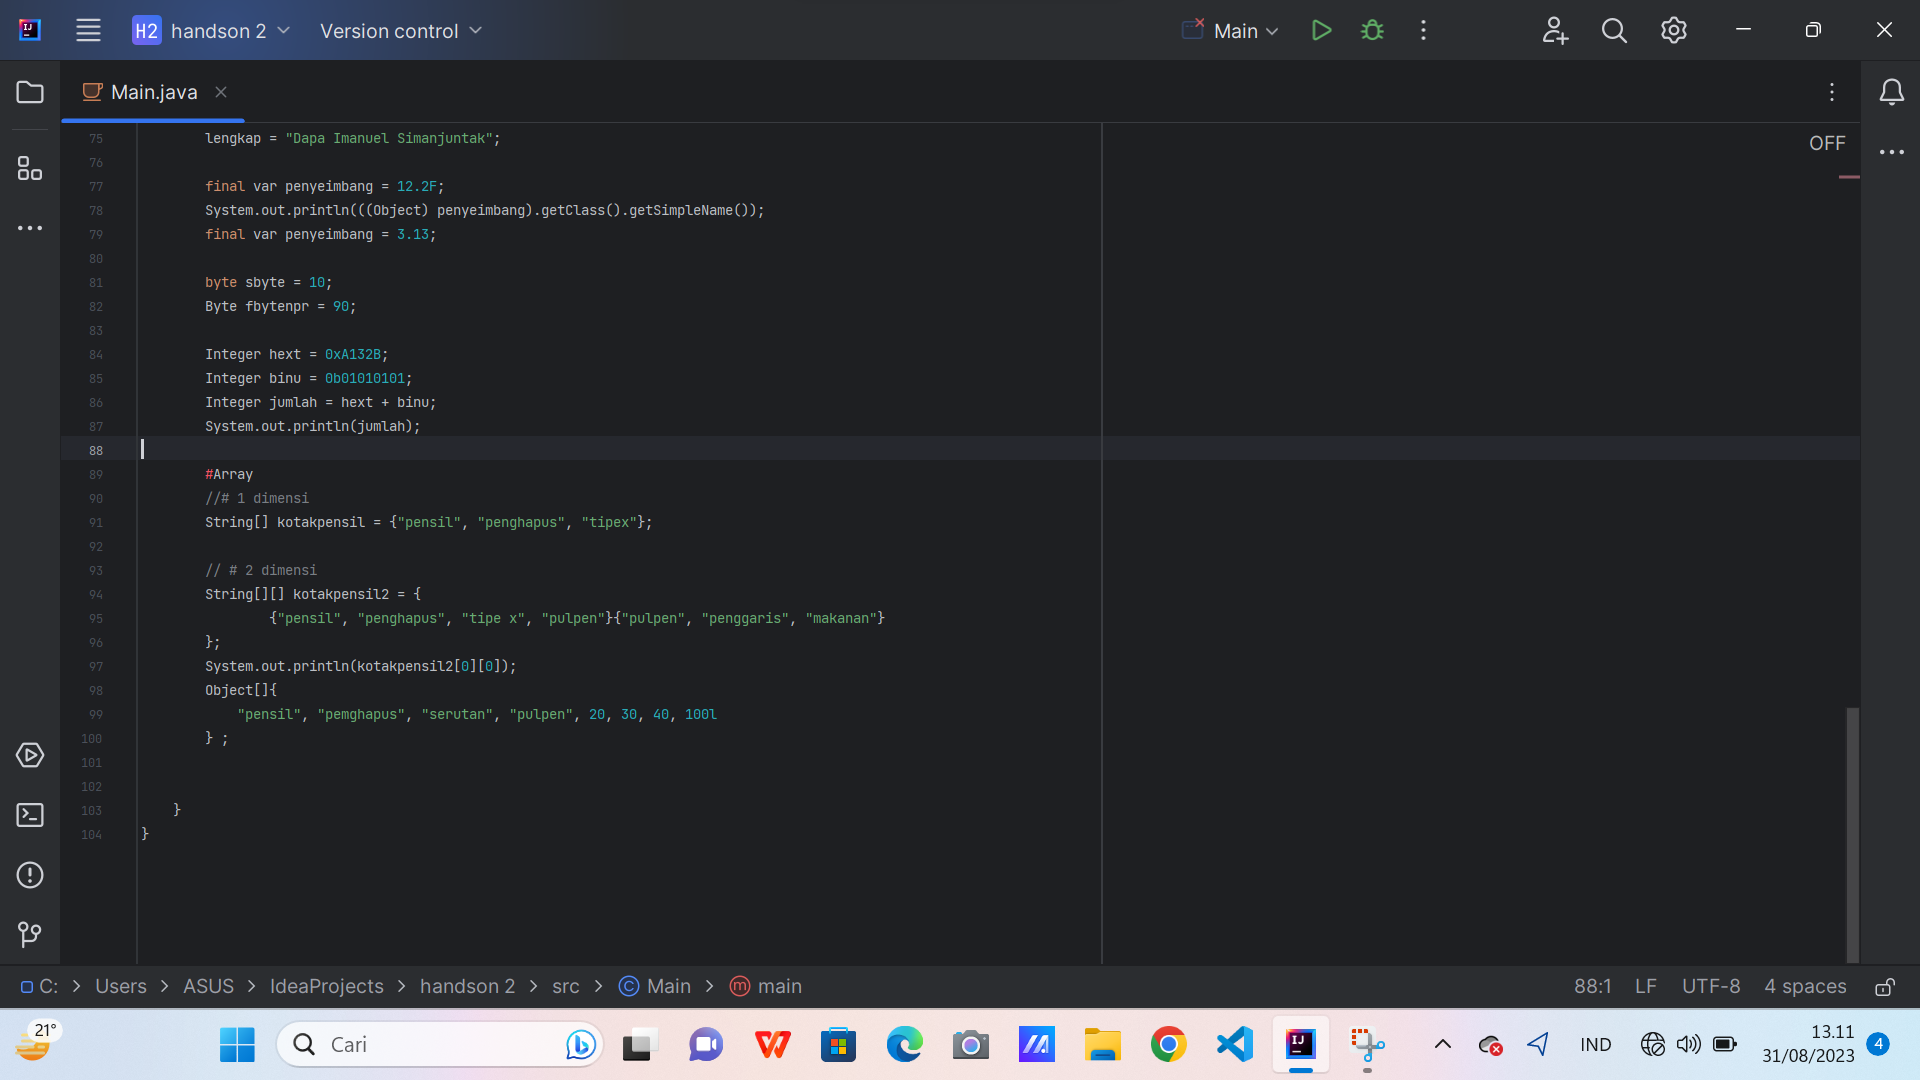 H2 handson 2 Version control Main
Main.java
OFF
75 lengkap = "Dapa Imanuel Simanjuntak";
76
77 final var penyeimbang = 12.2F;
78 System.out.println(((Object) penyeimbang).getClass().getSimpleName());
79 final var penyeimbang = 3.13;
80
81 byte sbyte = 10;
82 Byte fbytenpr = 90;
83
84 Integer hext = 0xA132B;
85 Integer binu = 0b01010101;
86 Integer jumlah = hext + binu;
87 System.out.println(jumlah);
88
89 #Array
90 //# 1 dimensi
91 String[] kotakpensil = {"pensil", "penghapus", "tipex"};
92
93 // # 2 dimensi
94 String[][] kotakpensil2 = {
95 {"pensil", "penghapus", "tipe x", "pulpen"}{"pulpen", "penggaris", "makanan"}
96 };
97 System.out.println(kotakpensil2[0][0]);
98 Object[]{
99 "pensil", "pemghapus", "serutan", "pulpen", 20, 30, 40, 100l
100 } ;
101
102
103 }
104 }
C: > Users > ASUS > IdeaProjects > handson 2 > src > Main > main 88:1 LF UTF-8 4 spaces
21° Cari IND 13.11 4
31/08/2023